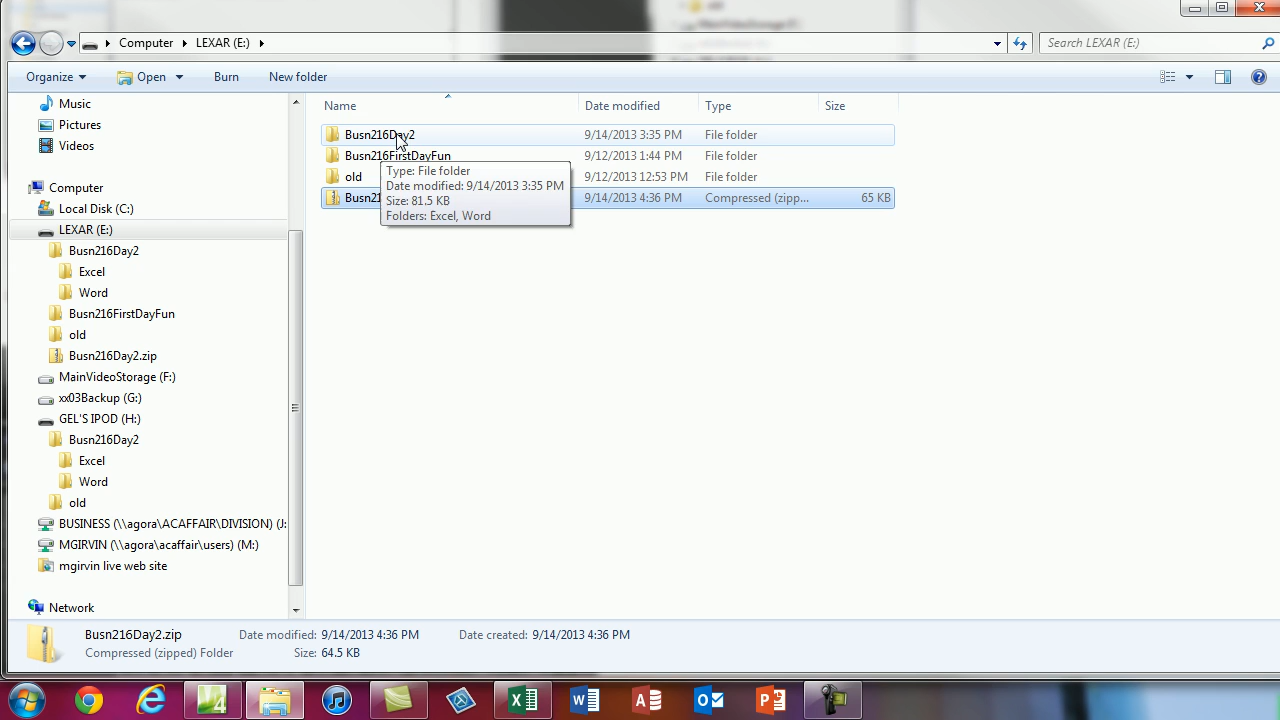 Computer LEXAR (E:) Search LEXAR (E:)
Organize Open Burn New folder
Name Date modified Type Size
Music
Pictures
Videos
Computer
Local Disk (C:)
LEXAR (E:)
Busn216Day2
Excel
Word
Busn216FirstDayFun
old
Busn216Day2.zip
MainVideoStorage (F:)
xx03Backup (G:)
GEL'S IPOD (H:)
Busn216Day2
Excel
Word
old
BUSINESS (\\agora\ACAFFAIR\DIVISION) (J:
MGIRVIN (\\agora\acaffair\users) (M:)
mgirvin live web site
Network
Busn216Day2 9/14/2013 3:35 PM File folder
Busn216FirstDayFun 9/12/2013 1:44 PM File folder
old 9/12/2013 12:53 PM File folder
Busn21 9/14/2013 4:36 PM Compressed (zipp... 65 KB
Type: File folder
Date modified: 9/14/2013 3:35 PM
Size: 81.5 KB
Folders: Excel, Word
Busn216Day2.zip Date modified: 9/14/2013 4:36 PM Date created: 9/14/2013 4:36 PM
Compressed (zipped) Folder Size: 64.5 KB